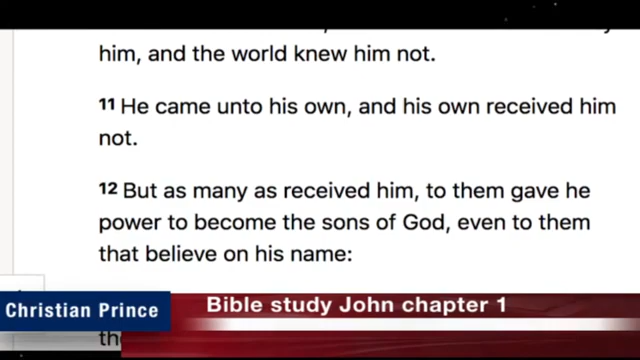 him, and the world knew him not.
11 He came unto his own, and his own received him
not.
12 But as many as received him, to them gave he
power to become the sons of God, even to them
that believe on his name:
Christian Prince
Bible study John chapter 1